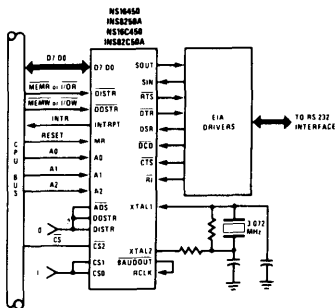 NS16450
INS8250A
NS16C450
INS82C50A
D7 D0
D7 D0
MEMR or I/OR
DISTR
MEMW or I/OW
DOSTR
INTR
INTRPT
RESET
MR
A0
A0
A1
A1
A2
A2
ADS
DOSTR
DISTR
0
CS
CS2
CS1
1
CS0
CPU BUS
SOUT
SIN
RTS
DTR
DSR
DCD
CTS
RI
EIA
DRIVERS
TO RS 232
INTERFACE
XTAL1
3 072
MHz
XTAL2
BAUDOUT
RCLK